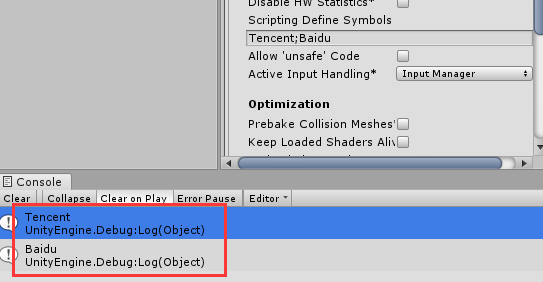 Disable HW Statistics*
Scripting Define Symbols
Tencent;Baidu
Allow 'unsafe' Code
Active Input Handling* Input Manager
Optimization
Prebake Collision Meshes*
Keep Loaded Shaders Aliv
Console
Clear Collapse Clear on Play Error Pause Editor
Tencent
UnityEngine.Debug:Log(Object)
Baidu
UnityEngine.Debug:Log(Object)